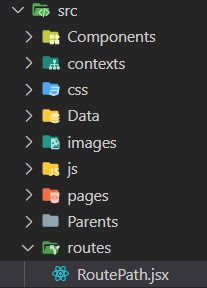 src
Components
contexts
css
Data
images
js
pages
Parents
routes
RoutePath.jsx